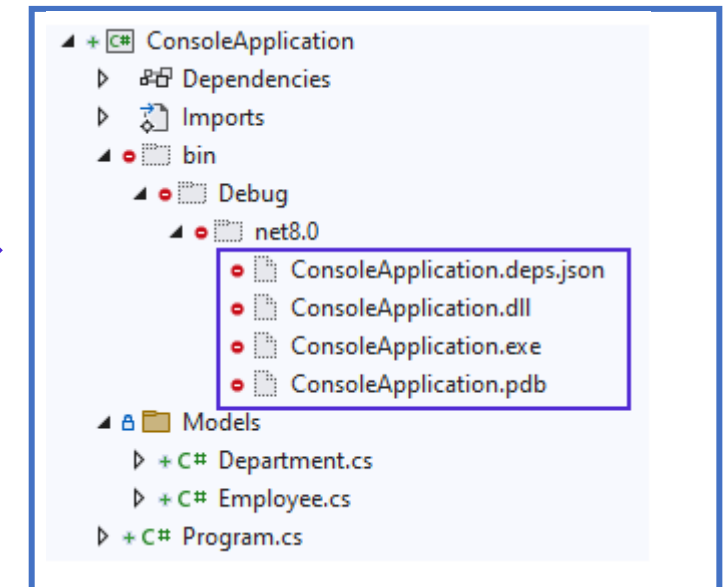 C# ConsoleApplication
Dependencies
Imports
bin
Debug
net8.0
ConsoleApplication.deps.json
ConsoleApplication.dll
ConsoleApplication.exe
ConsoleApplication.pdb
Models
+ C# Department.cs
+ C# Employee.cs
+ C# Program.cs